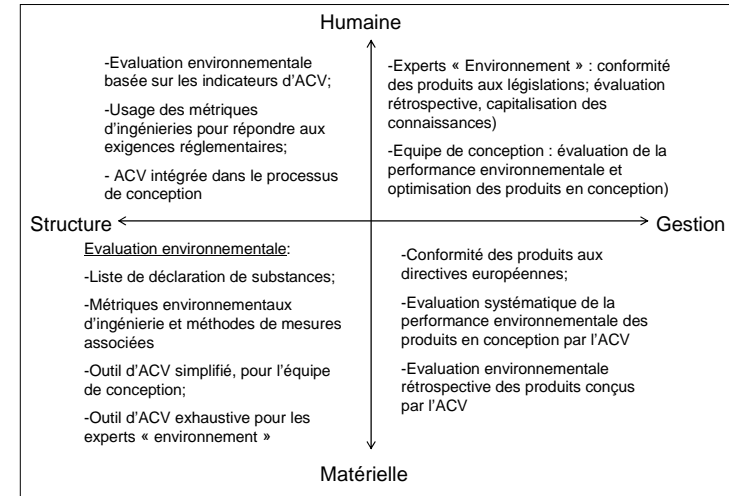 Humaine
-Evaluation environnementale
basée sur les indicateurs d'ACV;
-Usage des métriques
d'ingénieries pour répondre aux
exigences réglementaires;
- ACV intégrée dans le processus
de conception
-Experts « Environnement » : conformité
des produits aux législations; évaluation
rétrospective, capitalisation des
connaissances)
-Equipe de conception : évaluation de la
performance environnementale et
optimisation des produits en conception)
Structure
Gestion
Evaluation environnementale:
-Liste de déclaration de substances;
-Métriques environnementaux
d'ingénierie et méthodes de mesures
associées
-Outil d'ACV simplifié, pour l'équipe
de conception;
-Outil d'ACV exhaustive pour les
experts « environnement »
-Conformité des produits aux
directives européennes;
-Evaluation systématique de la
performance environnementale des
produits en conception par l'ACV
-Evaluation environnementale
rétrospective des produits conçus
par l'ACV
Matérielle